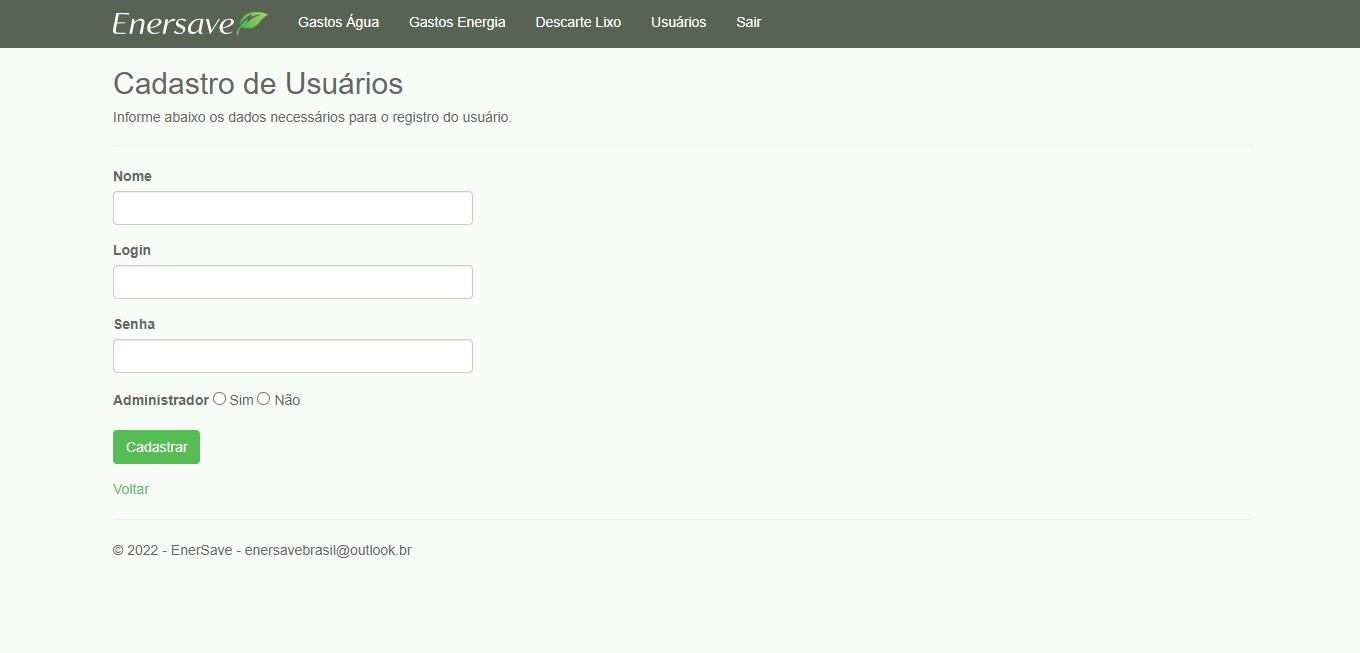 Enersave Gastos Água Gastos Energia Descarte Lixo Usuários Sair
Cadastro de Usuários
Informe abaixo os dados necessários para o registro do usuário.
Nome
Login
Senha
Administrador Sim Não
Cadastrar
Voltar
© 2022 - EnerSave - enersavebrasil@outlook.br